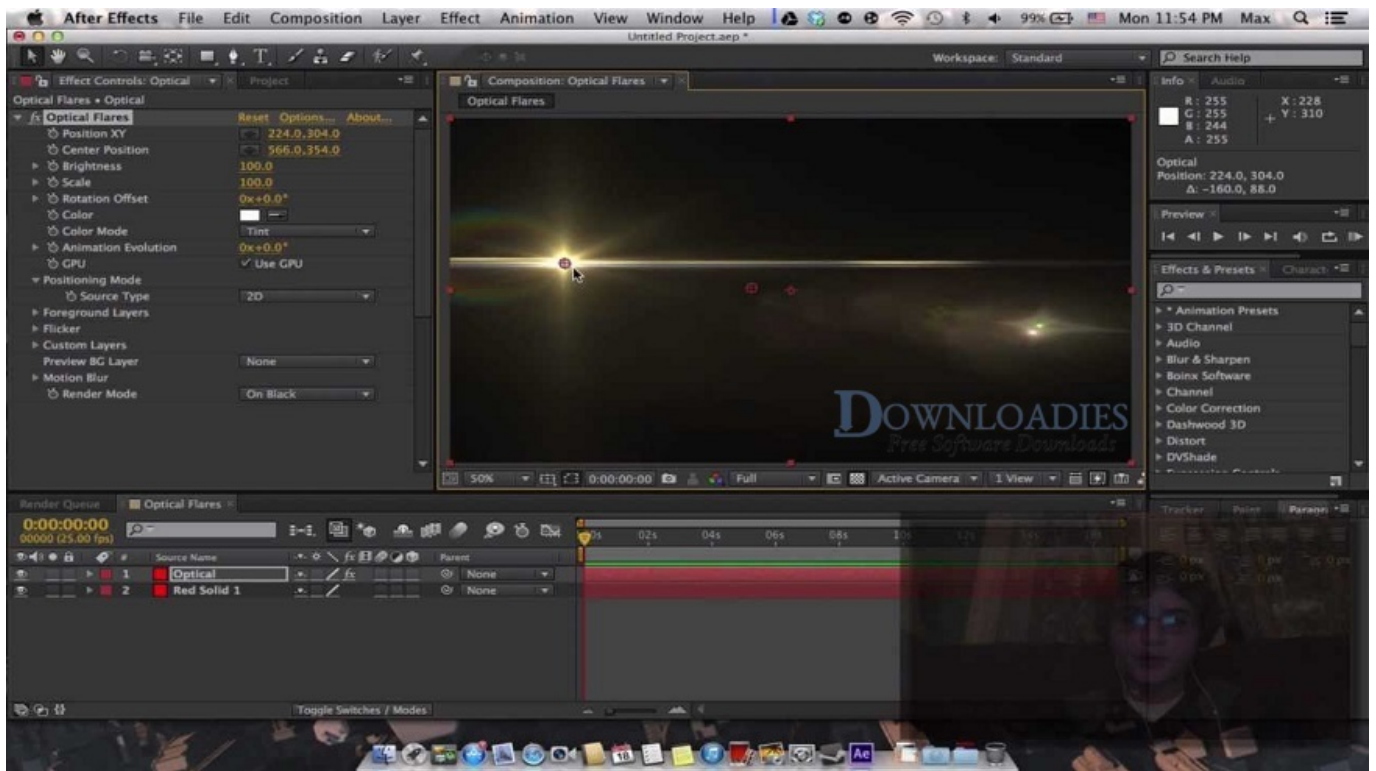 After Effects File Edit Composition Layer Effect Animation View Window Help 99% Mon 11:54 PM Max
Untitled Project.aep *
Workspace: Standard Search Help
Effect Controls: Optical Project
Composition: Optical Flares
Info Audio
Optical Flares • Optical
Optical Flares
R: 255 X: 228
G: 255 Y: 310
B: 244
A: 255
Optical Flares Reset Options... About...
Position XY 224.0,304.0
Center Position 566.0,354.0
Brightness 100.0
Scale 100.0
Rotation Offset 0x+0.0°
Color
Color Mode Tint
Animation Evolution 0x+0.0°
GPU Use GPU
Positioning Mode
Source Type 2D
Foreground Layers
Flicker
Custom Layers
Preview BG Layer None
Motion Blur
Render Mode On Black
Optical
Position: 224.0, 304.0
Δ: -160.0, 88.0
Preview
Effects & Presets Charact
* Animation Presets
3D Channel
Audio
Blur & Sharpen
Boinx Software
Channel
Color Correction
Dashwood 3D
Distort
DVShade
DOWNLOADIES
Free Software Downloads
50% 0:00:00:00 Full Active Camera 1 View
Render Queue Optical Flares
Tracker Paint Paragra
0:00:00:00
00000 (25.00 fps)
02s 04s 06s 08s
# Source Name Parent
1 Optical None
2 Red Solid 1 None
Toggle Switches / Modes
18
Ae